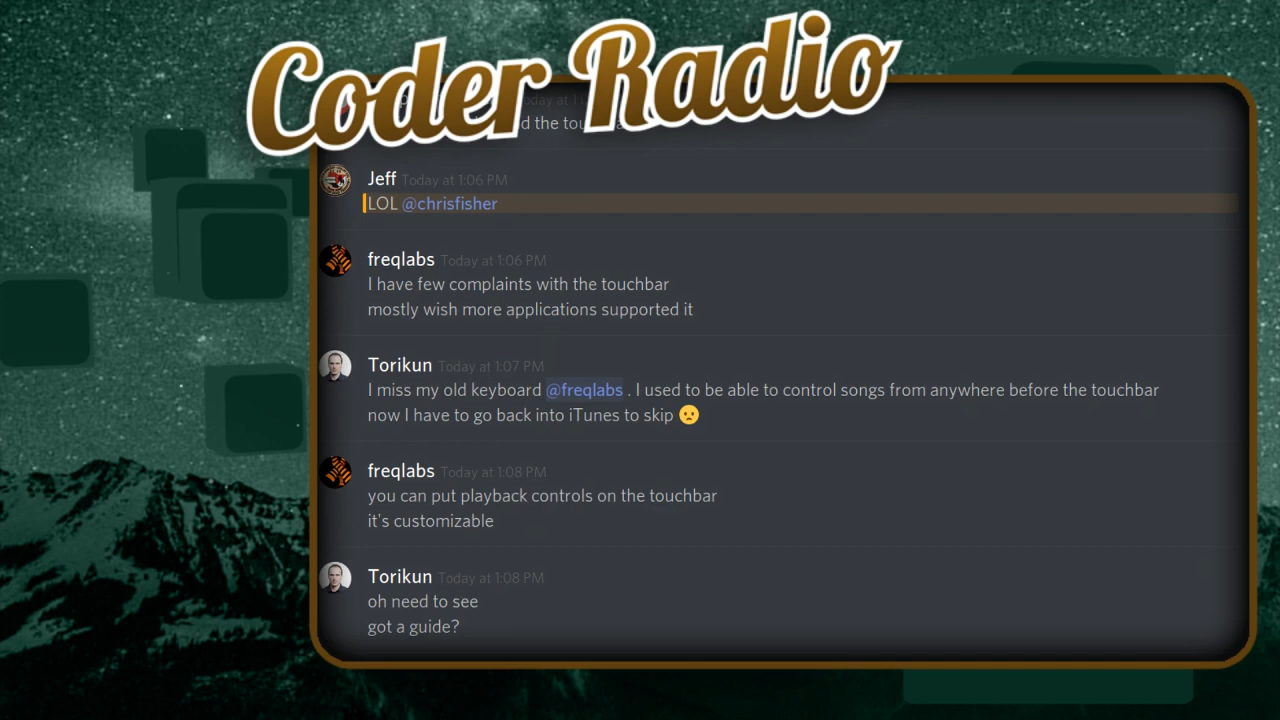 Coder Radio
d the tou
Jeff Today at 1:06 PM
LOL @chrisfisher
freqlabs Today at 1:06 PM
I have few complaints with the touchbar
mostly wish more applications supported it
Torikun Today at 1:07 PM
I miss my old keyboard @freqlabs . I used to be able to control songs from anywhere before the touchbar
now I have to go back into iTunes to skip 😦
freqlabs Today at 1:08 PM
you can put playback controls on the touchbar
it's customizable
Torikun Today at 1:08 PM
oh need to see
got a guide?